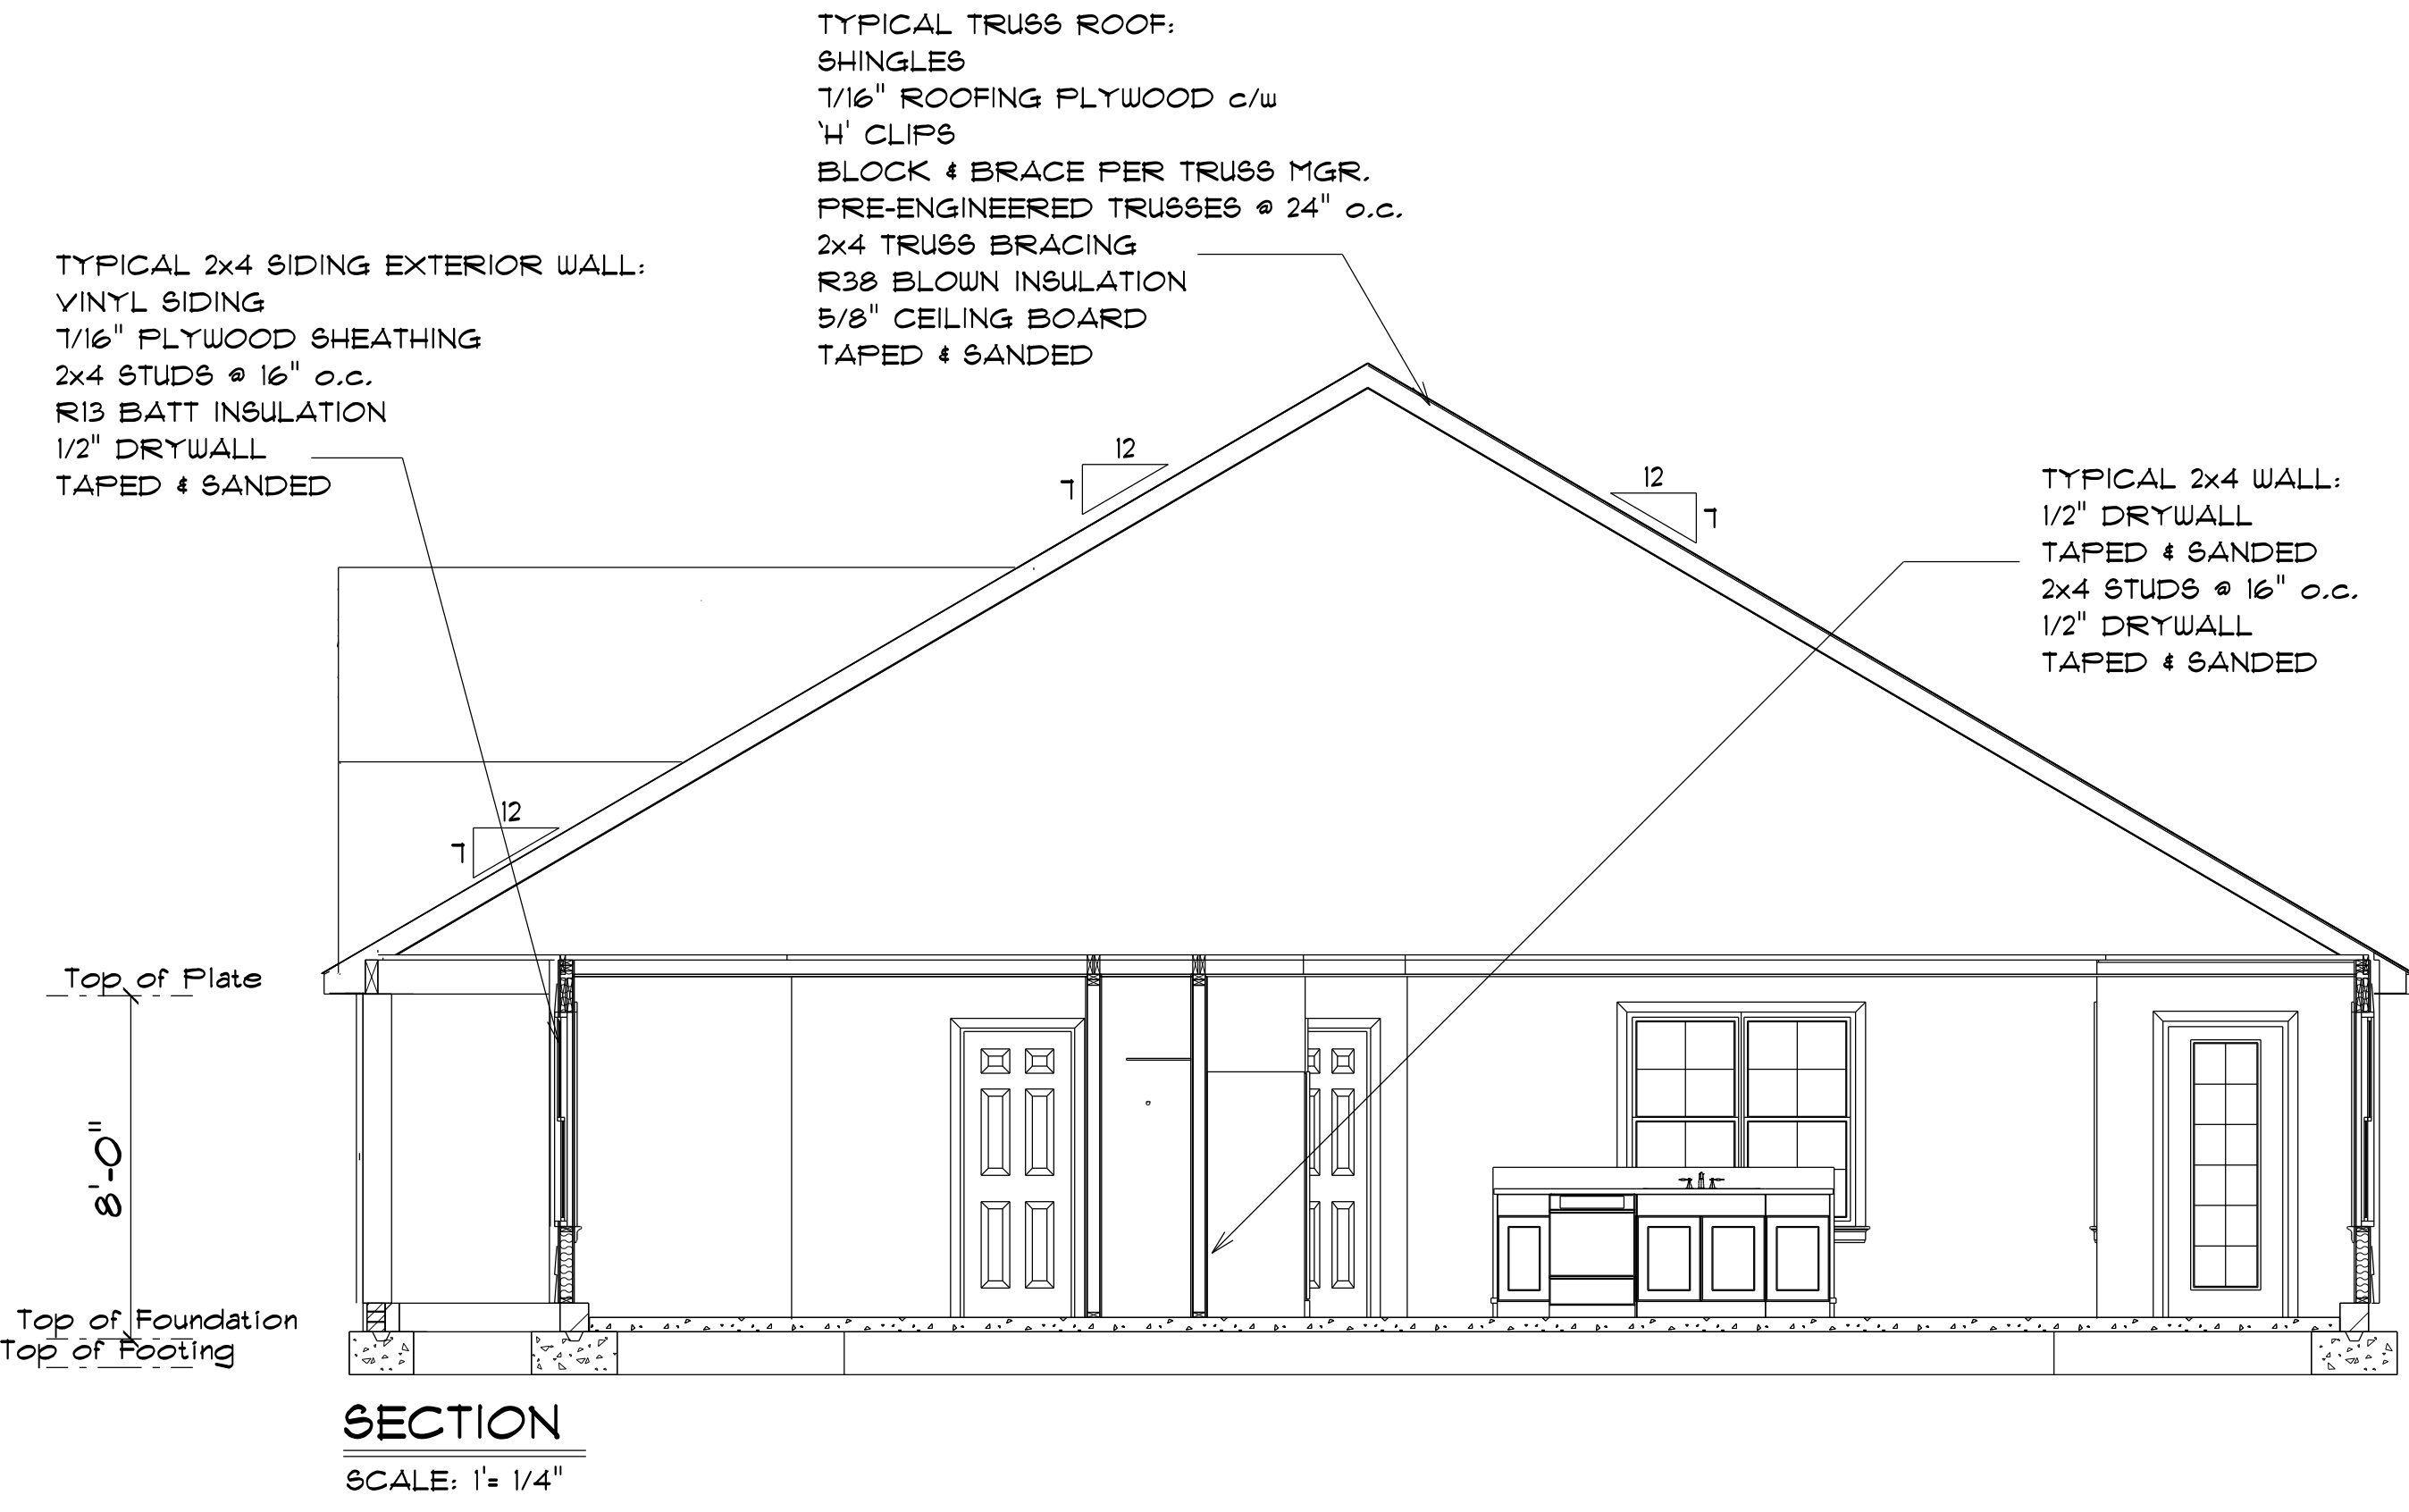 TYPICAL TRUSS ROOF:
SHINGLES
7/16" ROOFING PLYWOOD c/w
'H' CLIPS
BLOCK & BRACE PER TRUSS MGR.
PRE-ENGINEERED TRUSSES @ 24" o.c.
2x4 TRUSS BRACING
R38 BLOWN INSULATION
5/8" CEILING BOARD
TAPED & SANDED
TYPICAL 2x4 SIDING EXTERIOR WALL:
VINYL SIDING
7/16" PLYWOOD SHEATHING
2x4 STUDS @ 16" o.c.
R13 BATT INSULATION
1/2" DRYWALL
TAPED & SANDED
12
7
12
7
TYPICAL 2x4 WALL:
1/2" DRYWALL
TAPED & SANDED
2x4 STUDS @ 16" o.c.
1/2" DRYWALL
TAPED & SANDED
12
7
Top of Plate
8'-0"
Top of Foundation
Top of Footing
SECTION
SCALE: 1'= 1/4"